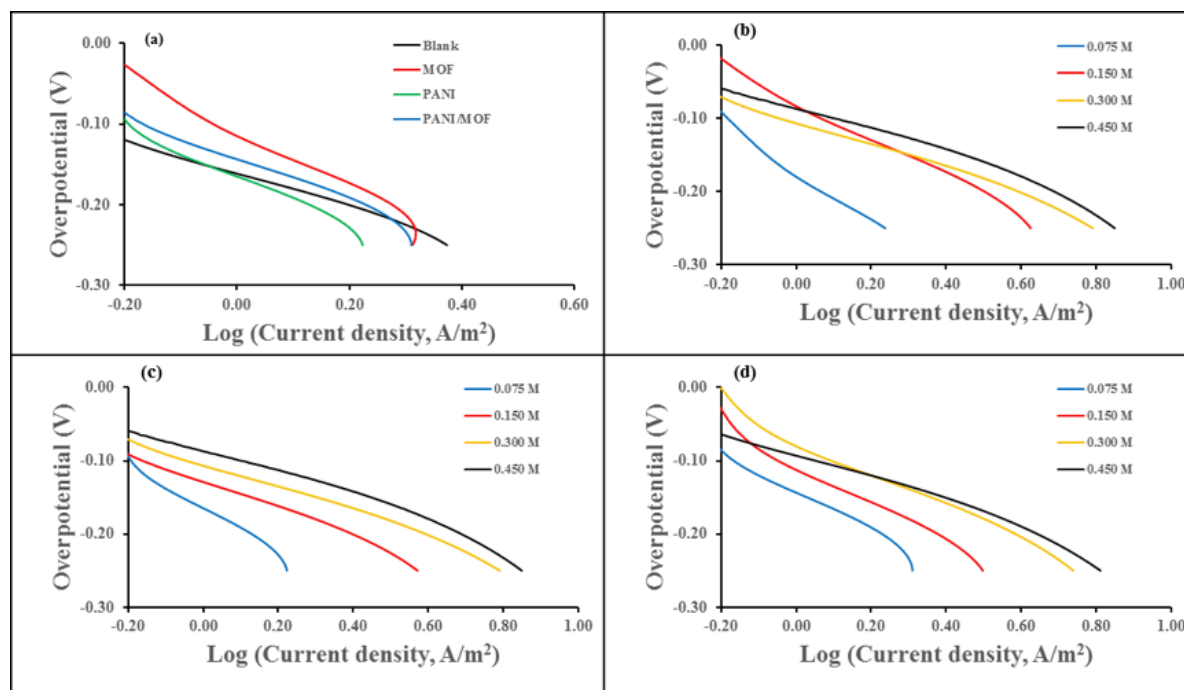 (a)
Blank
MOF
PANI
PANI/MOF
Overpotential (V)
0.00
-0.10
-0.20
-0.30
-0.20
0.00
0.20
0.40
0.60
Log (Current density, A/m²)
(b)
0.075 M
0.150 M
0.300 M
0.450 M
Overpotential (V)
0.00
-0.10
-0.20
-0.30
-0.20
0.00
0.20
0.40
0.60
0.80
1.00
Log (Current density, A/m²)
(c)
0.075 M
0.150 M
0.300 M
0.450 M
Overpotential (V)
0.00
-0.10
-0.20
-0.30
-0.20
0.00
0.20
0.40
0.60
0.80
1.00
Log (Current density, A/m²)
(d)
0.075 M
0.150 M
0.300 M
0.450 M
Overpotential (V)
0.00
-0.10
-0.20
-0.30
-0.20
0.00
0.20
0.40
0.60
0.80
1.00
Log (Current density, A/m²)